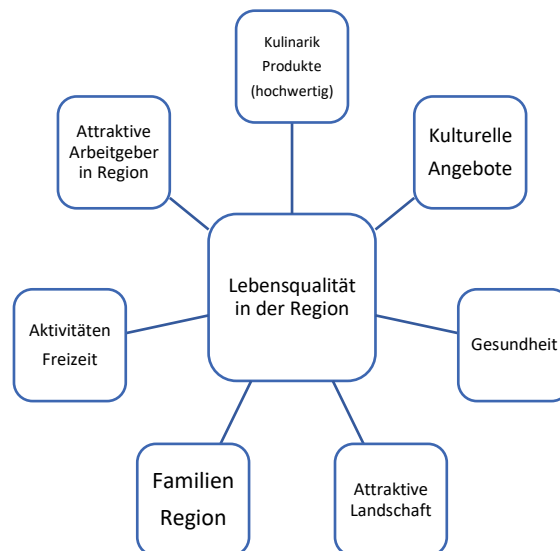 Kulinarik
Produkte
(hochwertig)
Kulturelle
Angebote
Gesundheit
Attraktive
Landschaft
Familien
Region
Aktivitäten
Freizeit
Attraktive
Arbeitgeber
in Region
Lebensqualität
in der Region